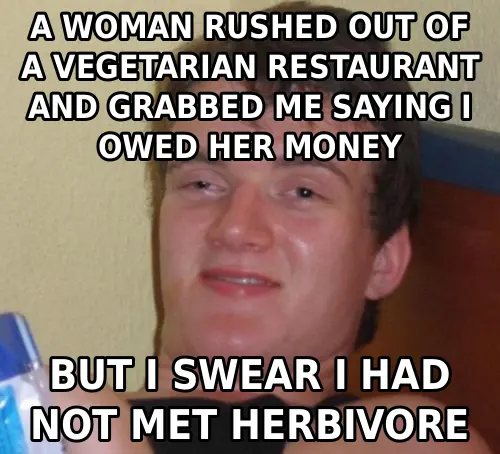 A WOMAN RUSHED OUT OF
A VEGETARIAN RESTAURANT
AND GRABBED ME SAYING I
OWED HER MONEY
BUT I SWEAR I HAD
NOT MET HERBIVORE